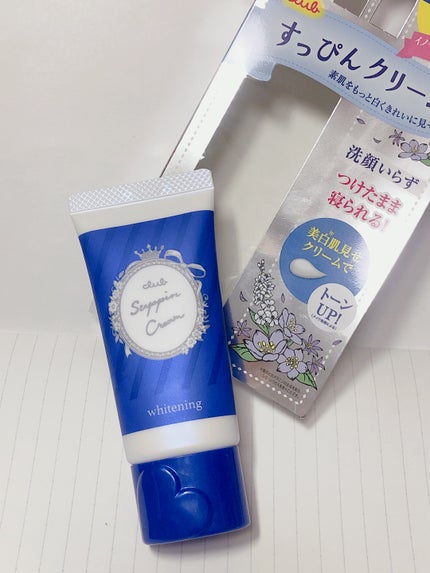 club
すっぴんクリー
素肌をもっと白くきれいに見
洗顔いらず
つけたまま
寝られる!
美白肌見せ
クリームで
トーン
UP!
club
Suppin
Cream
whitening